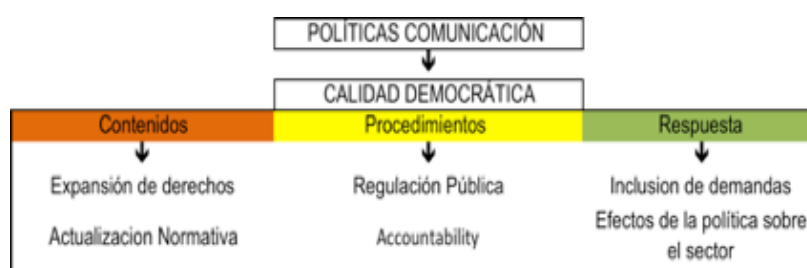 POLÍTICAS COMUNICACIÓN
CALIDAD DEMOCRÁTICA
Contenidos
Procedimientos
Respuesta
Expansión de derechos
Regulación Pública
Inclusion de demandas
Actualizacion Normativa
Accountability
Efectos de la política sobre
el sector